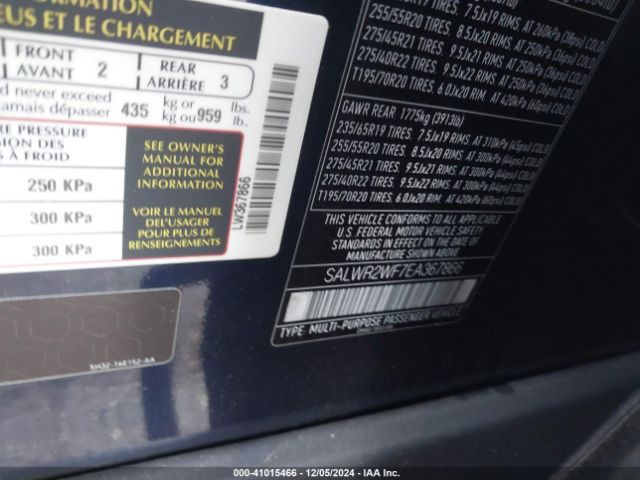 FORMATION
EUS ET LE CHARGEMENT
FRONT
AVANT 2
REAR
ARRIÈRE 3
d never exceed
amais dépasser 435 kg or
kg ou 959 lbs.
lb.
RE PRESSURE
SION DES
S À FROID
250 KPa
300 KPa
300 KPa
SEE OWNER'S
MANUAL FOR
ADDITIONAL
INFORMATION
VOIR LE MANUEL
DEL'USAGER
POUR PLUS DE
RENSEIGNEMENTS
LW367866
7.5Jx19 RIMS. AT 260kPa (38psi) COLD
255/55R20 TIRES. 8.5Jx20 RIMS. AT 250kPa (36psi) COLD
275/45R21 TIRES. 9.5Jx21 RIMS. AT 250kPa (36psi) COLD
275/40R22 TIRES. 9.5Jx22 RIMS. AT 250kPa (36psi) COLD
T195/70R20 TIRES. 6.0Jx20 RIM. AT 420kPa (60psi) COLD
GAWR REAR 1775kg (3913lb)
235/65R19 TIRES. 7.5Jx19 RIMS. AT 310kPa (45psi) COLD
255/55R20 TIRES. 8.5Jx20 RIMS. AT 300kPa (44psi) COLD
275/45R21 TIRES. 9.5Jx21 RIMS. AT 300kPa (44psi) COLD
275/40R22 TIRES. 9.5Jx22 RIMS. AT 300kPa (44psi) COLD
T195/70R20 TIRES. 6.0Jx20 RIM. AT 420kPa (60psi) COLD
THIS VEHICLE CONFORMS TO ALL APPLICABLE FEDERAL
MOTOR VEHICLE SAFETY
STANDARDS IN EFFECT ON THE DATE OF MANUFACTURE
SHOWN ABOVE
SALWR2WF7EA367866
TYPE: MULTI-PURPOSE PASSENGER VEHICLE
000-41015466 - 12/05/2024 - IAA Inc.